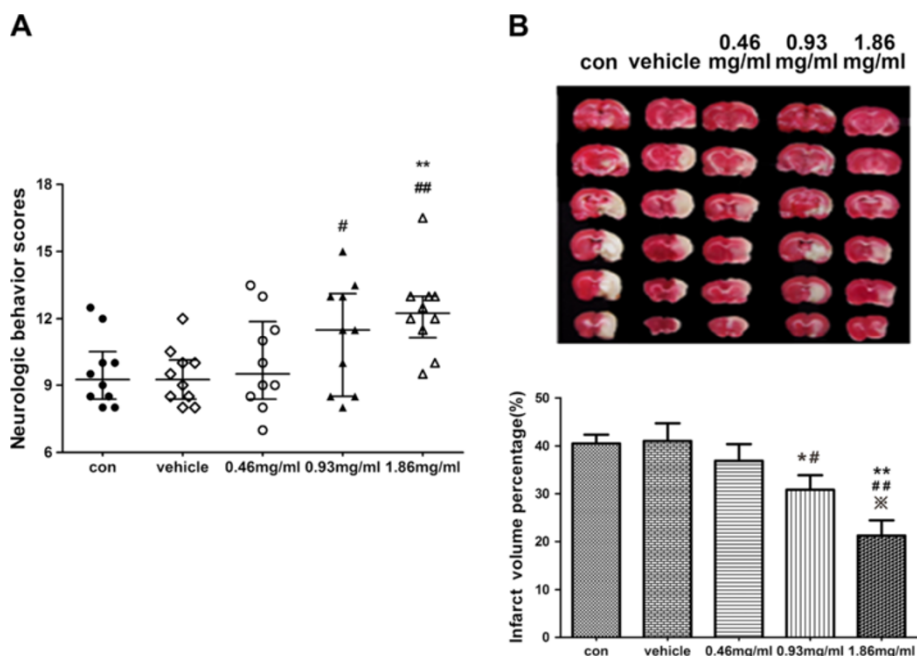 A
Neurologic behavior scores
18
15
12
9
6
#
**
##
con vehicle 0.46mg/ml 0.93mg/ml 1.86mg/ml
B
con vehicle 0.46 mg/ml 0.93 mg/ml 1.86 mg/ml
Infarct volume percentage(%)
50
40
30
20
10
0
*#
**
##
※
con vehicle 0.46mg/ml 0.93mg/ml 1.86mg/ml